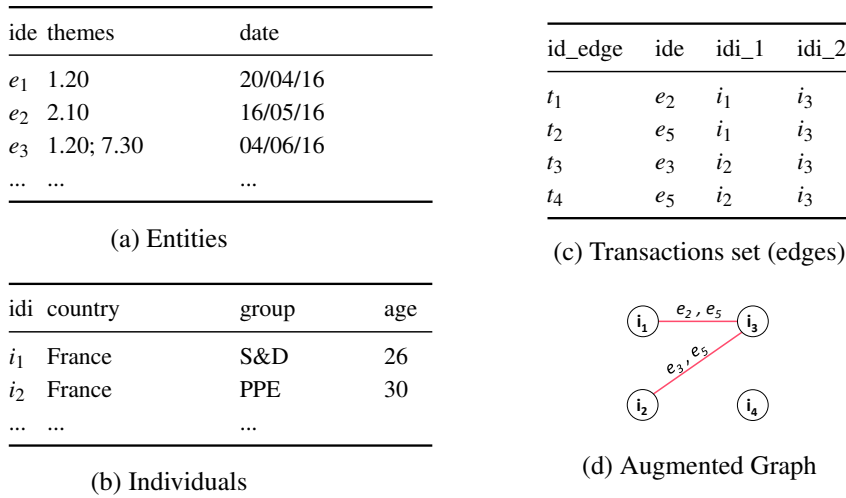 ide themes date
e1 1.20 20/04/16
e2 2.10 16/05/16
e3 1.20; 7.30 04/06/16
... ... ...
(a) Entities
idi country group age
i1 France S&D 26
i2 France PPE 30
... ... ...
(b) Individuals
id_edge ide idi_1 idi_2
t1 e2 i1 i3
t2 e5 i1 i3
t3 e3 i2 i3
t4 e5 i2 i3
(c) Transactions set (edges)
i1 e2 , e5 i3
e3, e5
i2 i4
(d) Augmented Graph